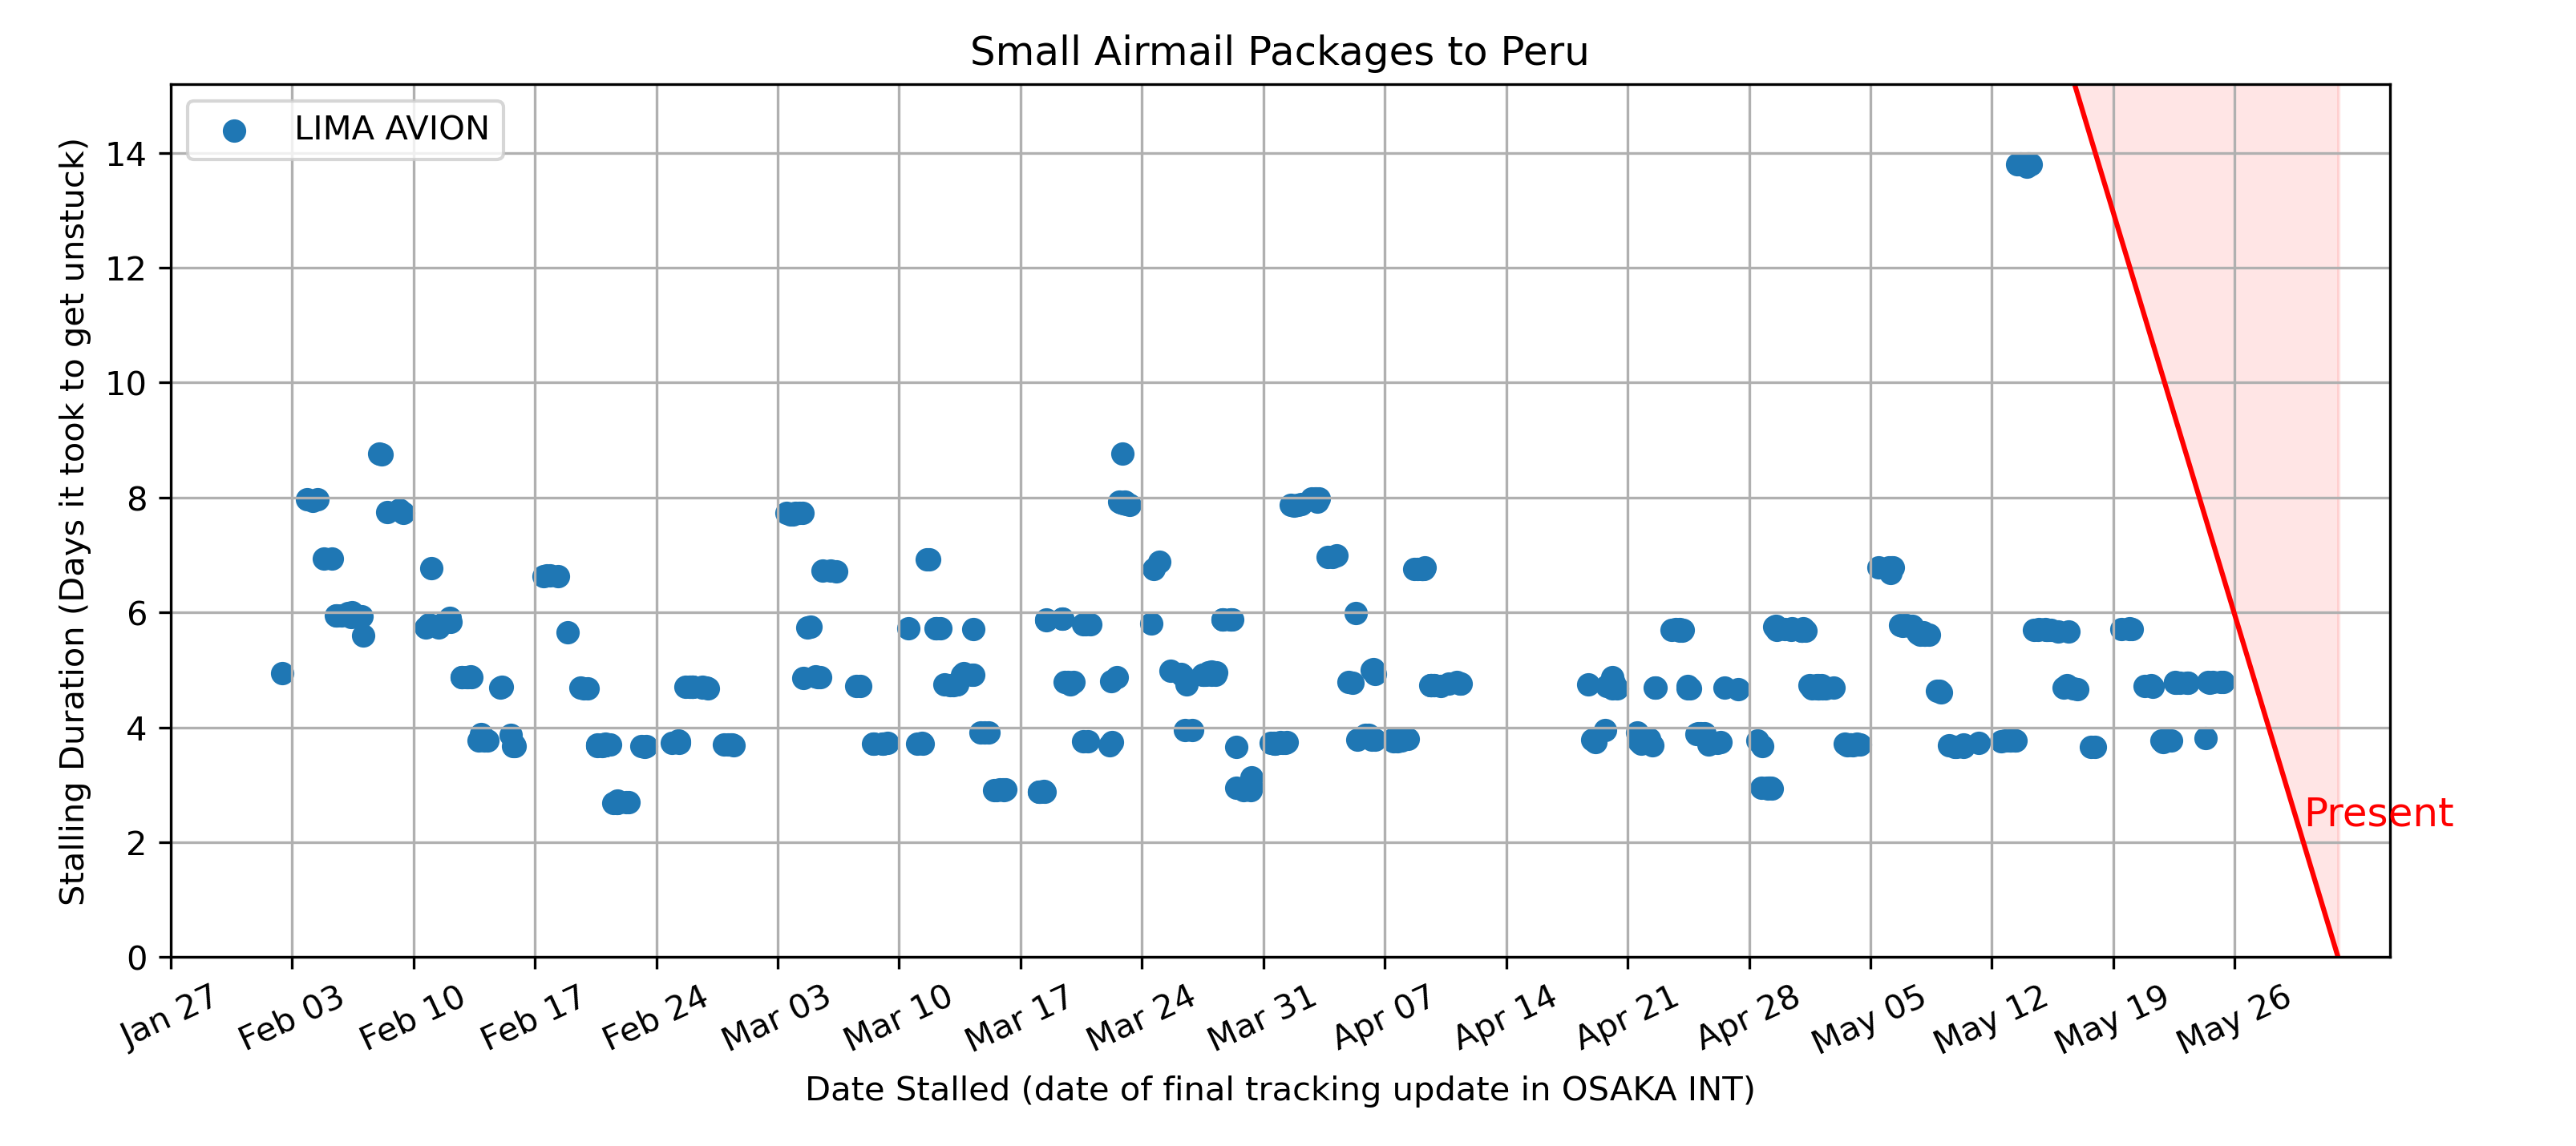 Small Airmail Packages to Peru
LIMA AVION
Stalling Duration (Days it took to get unstuck)
14
12
10
8
6
4
2
0
Present
Jan 27
Feb 03
Feb 10
Feb 17
Feb 24
Mar 03
Mar 10
Mar 17
Mar 24
Mar 31
Apr 07
Apr 14
Apr 21
Apr 28
May 05
May 12
May 19
May 26
Date Stalled (date of final tracking update in OSAKA INT)